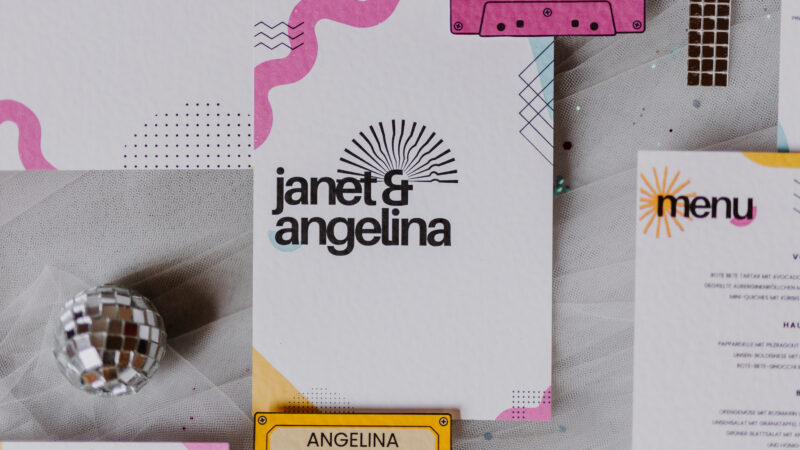 janet &
angelina
ANGELINA
menu
ROTE BETE TARTAR MIT AVOCADO
GEGRILLTE AUBERGINENRÖLLCHEN
MINI-QUICHES MIT KÜRBIS
HAU
PAPPARDELLE MIT PILZRAGOUT
LINSEN-BOLOGNESE MIT
ROTE-BETE-GNOCCHI
OFENGEMÜSE MIT ROSMARIN
LINSENSALAT MIT GRANATAPFEL
GRÜNER BLATTSALAT MIT
UND HONIG